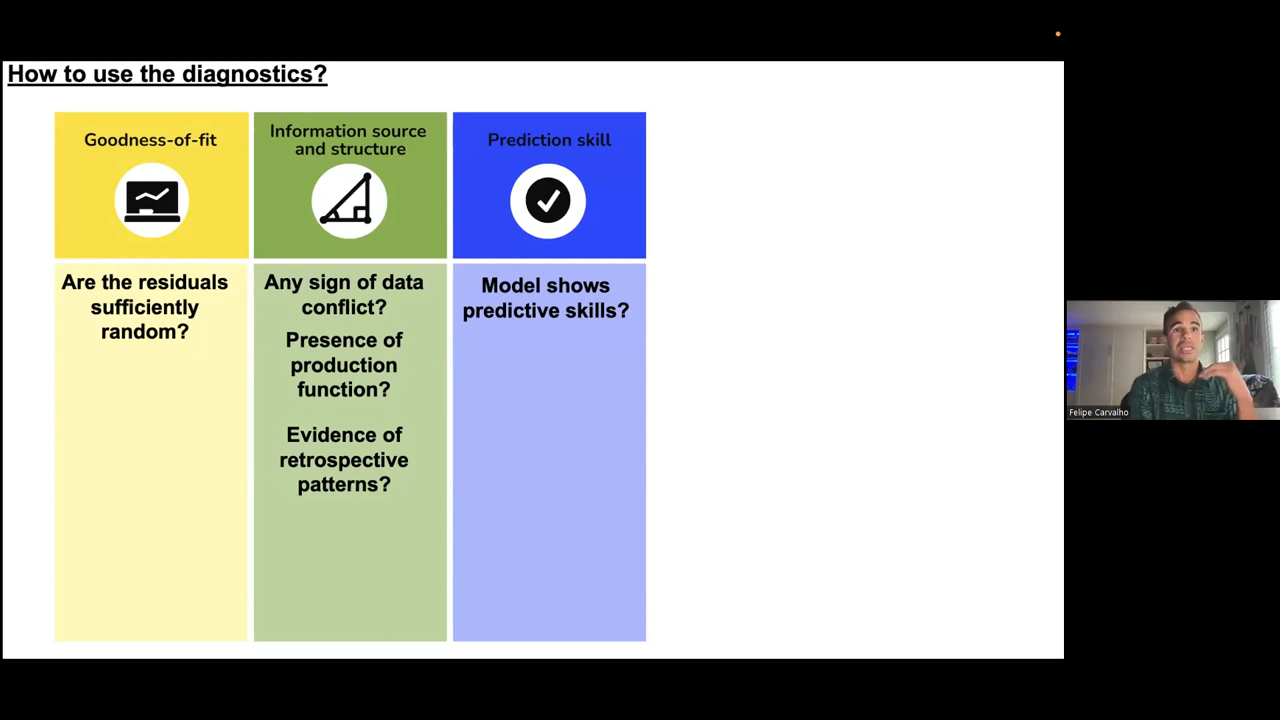 How to use the diagnostics?
Goodness-of-fit
Information source
and structure
Prediction skill
Are the residuals
sufficiently
random?
Any sign of data
conflict?
Presence of
production
function?
Evidence of
retrospective
patterns?
Model shows
predictive skills?
Felipe Carvalho